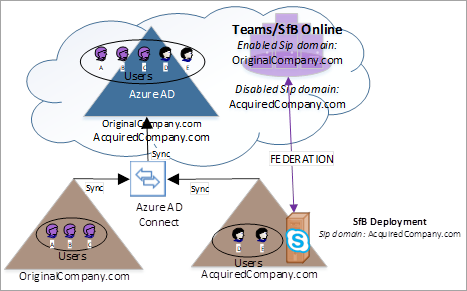 Teams/SfB Online
Enabled Sip domain:
OriginalCompany.com
Disabled Sip domain:
AcquiredCompany.com
A B C D E
Users
Azure AD
OriginalCompany.com
AcquiredCompany.com
Sync
FEDERATION
Sync
Sync
Azure AD
Connect
SfB Deployment
Sip domain: AcquiredCompany.com
A B C
Users
OriginalCompany.com
D E
Users
AcquiredCompany.com